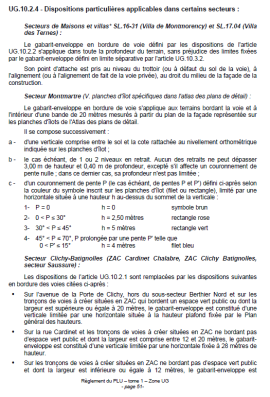 UG.10.2.4 - Dispositions particulières applicables dans certains secteurs :
Secteurs de Maisons et villas* SL.16-31 (Villa de Montmorency) et SL.17.04 (Villa des Ternes) :
Le gabarit-enveloppe en bordure de voie défini par les dispositions de l'article
UG.10.2.2 s'applique dans toute la profondeur du terrain, sans préjudice des limites fixées
par le gabarit-enveloppe défini en limite séparative par l'article UG.10.3.2.
Son point d'attache est pris au niveau du trottoir (ou à défaut du sol de la voie), à
l'alignement (ou à l'alignement de fait de la voie privée), au droit du milieu de la façade de la
construction.
Secteur Montmartre (V. planches d'îlot spécifiques dans l'atlas des plans de détail) :
Le gabarit-enveloppe en bordure de voie s'applique aux terrains bordant la voie et à
l'intérieur d'une bande de 20 mètres mesurés à partir du plan de la façade représentée sur
les planches d'îlots de l'Atlas des plans de détail.
Il se compose successivement :
a - d'une verticale comprise entre le sol et la cote rattachée au nivellement orthométrique
indiquée sur les planches d'îlot ;
b - le cas échéant, de 1 ou 2 niveaux en retrait. Aucun des retraits ne peut dépasser
3,00 m de hauteur et 0,40 m de profondeur, excepté s'il affecte un couronnement de
pente nulle ; dans ce dernier cas, sa profondeur n'est pas limitée ;
c - d'un couronnement de pente P (le cas échéant, de pentes P et P') défini ci-après selon
la couleur du symbole inscrit sur les planches d'îlot (filet ou rectangle), limité par une
horizontale située à une hauteur h au-dessus du sommet de la verticale :
1- P = 0 h = 0 symbole brun
2- 0 < P ≤ 30° h = 2,50 mètres rectangle rose
3- 30° < P ≤ 45° h = 5 mètres rectangle vert
4- 45° < P ≤ 70°, P prolongée par une pente P' telle que
0 < P' ≤ 15° h = 4 mètres filet bleu
Secteur Clichy-Batignolles (ZAC Cardinet Chalabre, ZAC Clichy Batignolles,
secteur Saussure) :
Les dispositions de l'article UG.10.2.1 sont remplacées par les dispositions suivantes
en bordure des voies citées ci-après :
• Sur l'avenue de la Porte de Clichy, hors du sous-secteur Berthier Nord et sur les
tronçons de voies à créer situées en ZAC qui bordent un espace vert public ou dont la
largeur est supérieure ou égale à 20 mètres, le gabarit-enveloppe est constitué d'une
verticale limitée par une horizontale située à la hauteur plafond fixée par le Plan
général des hauteurs.
• Sur la rue Cardinet et les tronçons de voies à créer situées en ZAC ne bordant pas
d'espace vert public et dont la largeur est comprise entre 12 et 20 mètres, le gabarit-
enveloppe est constitué d'une verticale limitée par une horizontale fixée à 28 mètres de
hauteur.
• Sur les tronçons de voies à créer situées en ZAC ne bordant pas d'espace vert public
et dont la largeur est égale ou inférieure à 12 mètres, le gabarit-enveloppe est
Règlement du PLU – tome 1 – Zone UG
- page 51-